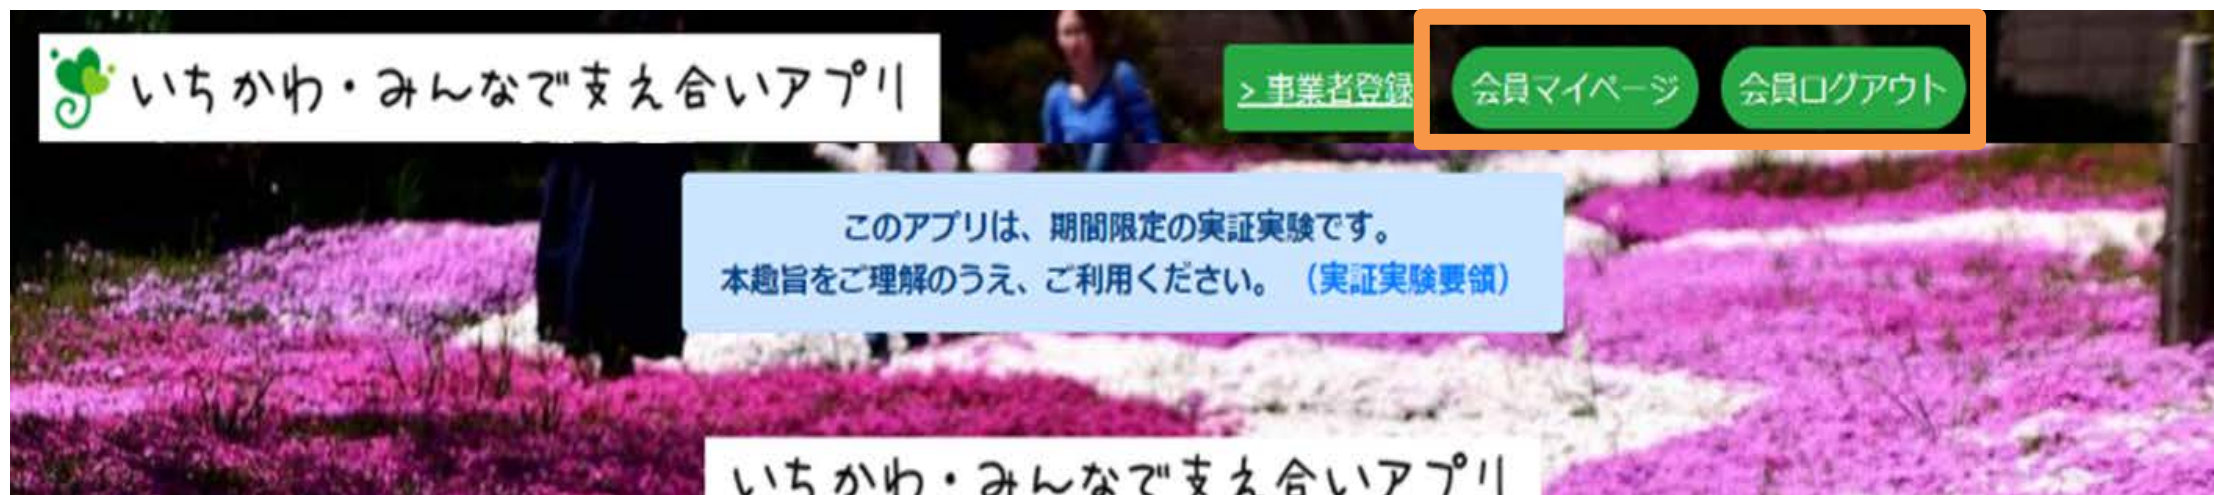 いちかわ・みんなで支え合いアプリ
> 事業者登録
会員マイページ
会員ログアウト
このアプリは、期間限定の実証実験です。
本趣旨をご理解のうえ、ご利用ください。（実証実験要領）
いちかわ・みんなで支え合いアプリ